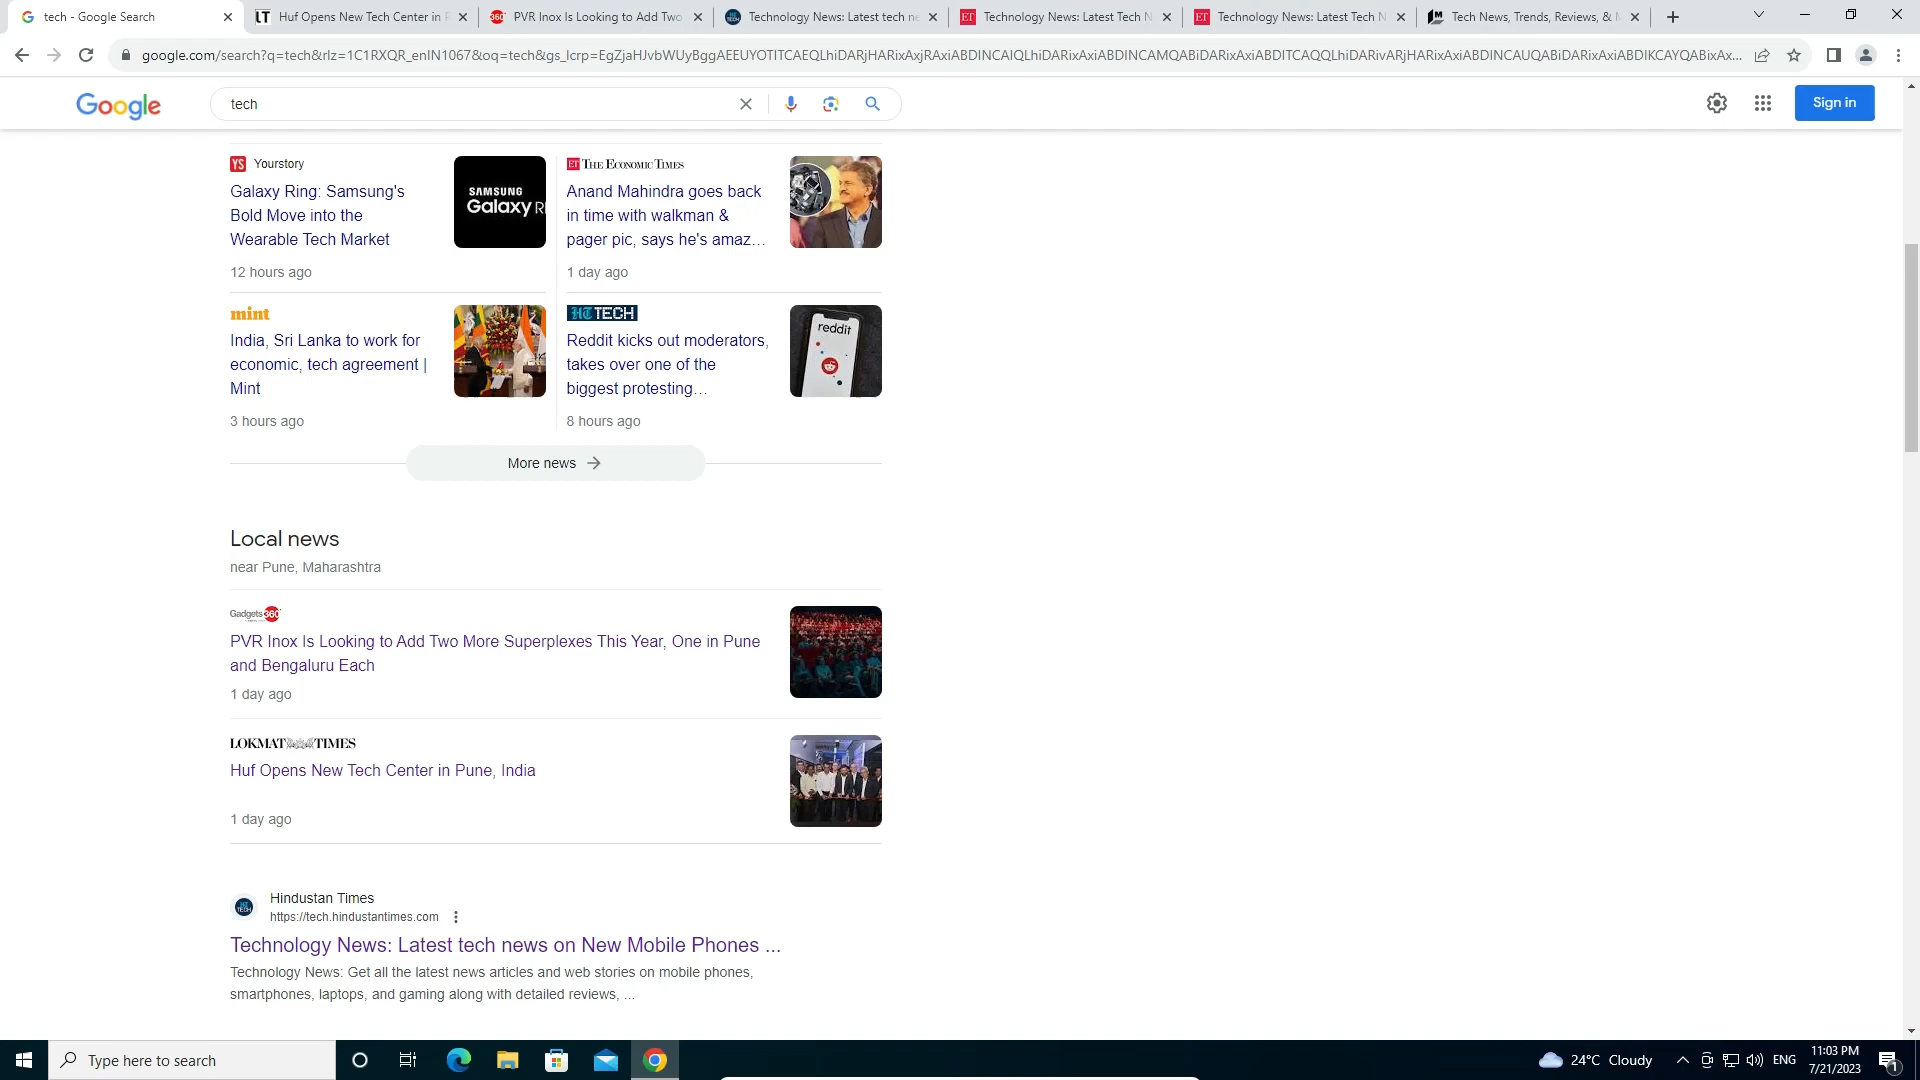 tech - Google Search
Huf Opens New Tech Center in
PVR Inox Is Looking to Add Two
Technology News: Latest tech ne
Technology News: Latest Tech N
Technology News: Latest Tech N
Tech News, Trends, Reviews, &
google.com/search?q=tech&rlz=1C1RXQR_enIN1067&oq=tech&gs_lcrp=EgZjaHJvbWUyBggAEEUYOTITCAEQLhiDARjHARixAxjRAxiABDINCAIQLhiDARixAxiABDINCAMQABiDARixAxiABDITCAQQLhiDARivARjHARixAxiABDINCAUQABiDARixAxiABDIKCAYQABixAx...
Google
tech
Sign in
YS Yourstory
Galaxy Ring: Samsung's
Bold Move into the
Wearable Tech Market
12 hours ago
SAMSUNG
Galaxy RI
ET THE ECONOMIC TIMES
Anand Mahindra goes back
in time with walkman &
pager pic, says he's amaz...
1 day ago
mint
India, Sri Lanka to work for
economic, tech agreement |
Mint
3 hours ago
HT TECH
Reddit kicks out moderators,
takes over one of the
biggest protesting...
8 hours ago
reddit
More news
Local news
near Pune, Maharashtra
Gadgets 360
PVR Inox Is Looking to Add Two More Superplexes This Year, One in Pune
and Bengaluru Each
1 day ago
LOKMAT TIMES
Huf Opens New Tech Center in Pune, India
1 day ago
HT TECH
Hindustan Times
https://tech.hindustantimes.com
Technology News: Latest tech news on New Mobile Phones ...
Technology News: Get all the latest news articles and web stories on mobile phones,
smartphones, laptops, and gaming along with detailed reviews, ...
Type here to search
24°C Cloudy
ENG
11:03 PM
7/21/2023
1